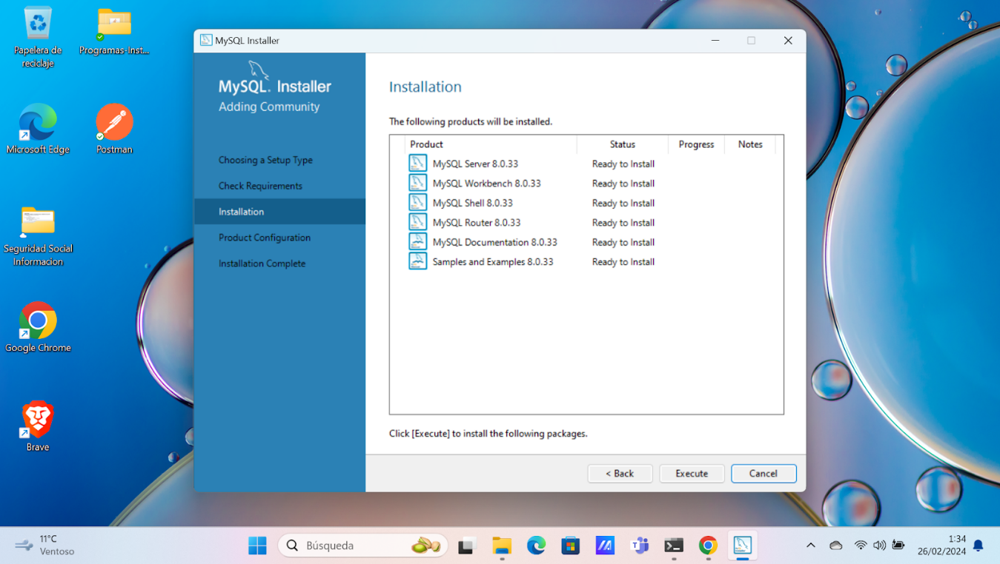 Papelera de
reciclaje
Programas-Inst...
Microsoft Edge
Postman
Seguridad Social
Informacion
Google Chrome
Brave
MySQL Installer
MySQL. Installer
Adding Community
Choosing a Setup Type
Check Requirements
Installation
Product Configuration
Installation Complete
Installation
The following products will be installed.
Product Status Progress Notes
MySQL Server 8.0.33 Ready to Install
MySQL Workbench 8.0.33 Ready to Install
MySQL Shell 8.0.33 Ready to Install
MySQL Router 8.0.33 Ready to Install
MySQL Documentation 8.0.33 Ready to Install
Samples and Examples 8.0.33 Ready to Install
Click [Execute] to install the following packages.
< Back Execute Cancel
11°C
Ventoso
Búsqueda
1:34
26/02/2024